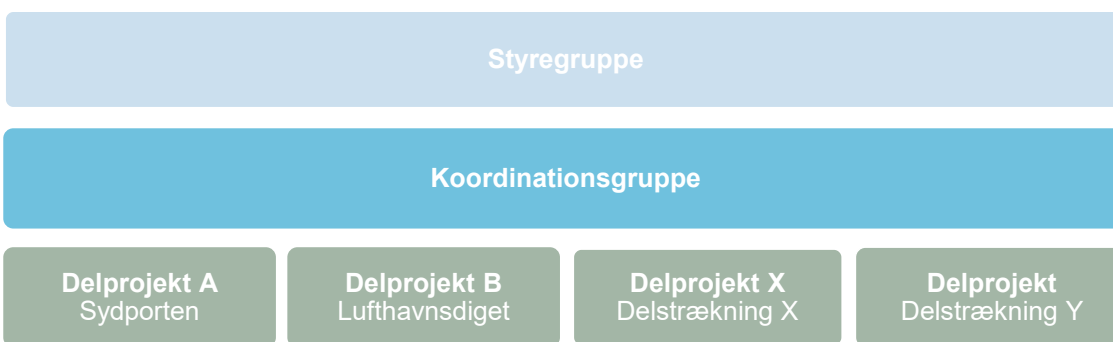 Styregruppe
Koordinationsgruppe
Delprojekt A
Sydporten
Delprojekt B
Lufthavnsdiget
Delprojekt X
Delstrækning X
Delprojekt
Delstrækning Y